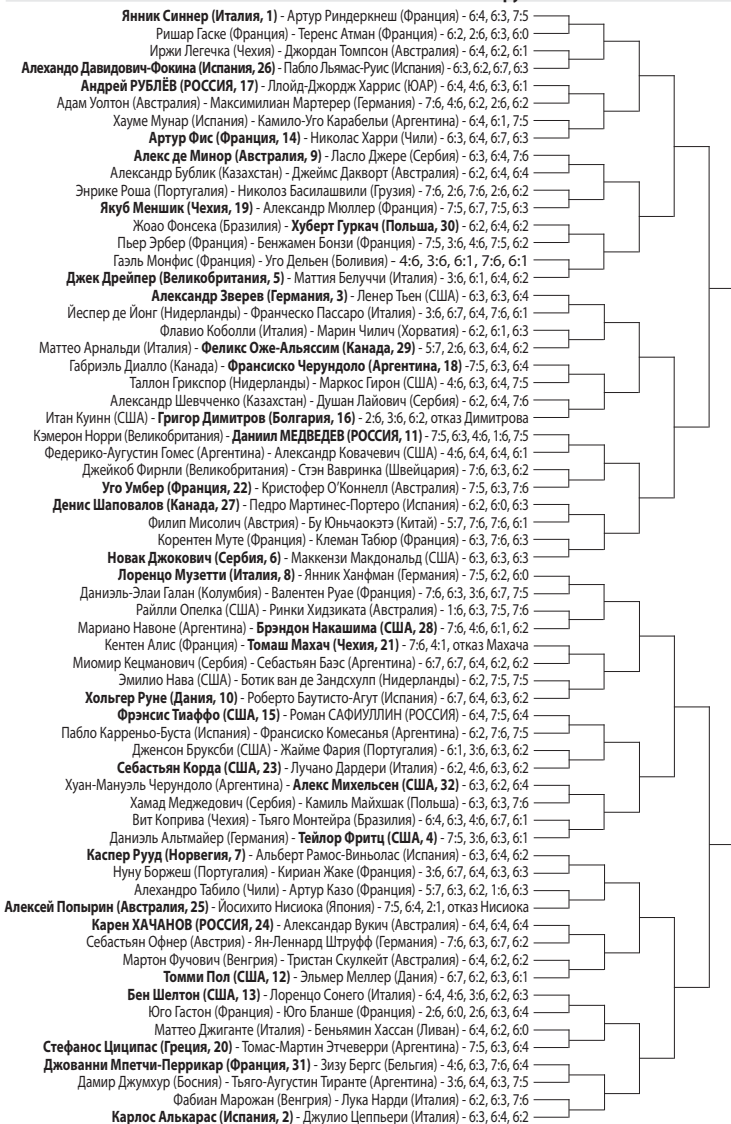 Янник Синнер (Италия, 1) - Артур Риндеркнеш (Франция) - 6:4, 6:3, 7:5
Ришар Гаске (Франция) - Теренс Атман (Франция) - 6:2, 2:6, 6:3, 6:0
Иржи Легечка (Чехия) - Джордан Томпсон (Австралия) - 6:4, 6:2, 6:1
Алехандо Давидович-Фокина (Испания, 26) - Пабло Льямас-Руис (Испания) - 6:3, 6:2, 6:7, 6:3
Андрей РУБЛЁВ (РОССИЯ, 17) - Ллойд-Джордж Харрис (ЮАР) - 6:4, 4:6, 6:3, 6:1
Адам Уолтон (Австралия) - Максимилиан Мартерер (Германия) - 7:6, 4:6, 6:2, 2:6, 6:2
Хауме Мунар (Испания) - Камило-Уго Карабельи (Аргентина) - 6:4, 6:1, 7:5
Артур Фис (Франция, 14) - Николас Харри (Чили) - 6:3, 6:4, 6:7, 6:3
Алекс де Минор (Австралия, 9) - Ласло Джере (Сербия) - 6:3, 6:4, 7:6
Александр Бублик (Казахстан) - Джеймс Дакворт (Австралия) - 6:2, 6:4, 6:4
Энрике Роша (Португалия) - Николоз Басилашвили (Грузия) - 7:6, 2:6, 7:6, 2:6, 6:2
Якуб Меншик (Чехия, 19) - Александр Мюллер (Франция) - 7:5, 6:7, 7:5, 6:3
Жоао Фонсека (Бразилия) - Хуберт Гуркач (Польша, 30) - 6:2, 6:4, 6:2
Пьер Эрбер (Франция) - Бенжамен Бонзи (Франция) - 7:5, 3:6, 4:6, 7:5, 6:2
Гаэль Монфис (Франция) - Уго Дельен (Боливия) - 4:6, 3:6, 6:1, 7:6, 6:1
Джек Дрейпер (Великобритания, 5) - Маттия Белуччи (Италия) - 3:6, 6:1, 6:4, 6:2
Александр Зверев (Германия, 3) - Ленер Тьен (США) - 6:3, 6:3, 6:4
Йеспер де Йонг (Нидерланды) - Франческо Пассаро (Италия) - 3:6, 6:7, 6:4, 7:6, 6:1
Флавио Коболли (Италия) - Марин Чилич (Хорватия) - 6:2, 6:1, 6:3
Маттео Арнальди (Италия) - Феликс Оже-Альяссим (Канада, 29) - 5:7, 2:6, 6:3, 6:4, 6:2
Габриэль Диалло (Канада) - Франсиско Черундоло (Аргентина, 18) -7:5, 6:3, 6:4
Таллон Грикспор (Нидерланды) - Маркос Гирон (США) - 4:6, 6:3, 6:4, 7:5
Александр Шевчченко (Казахстан) - Душан Лайович (Сербия) - 6:2, 6:4, 7:6
Итан Куинн (США) - Григор Димитров (Болгария, 16) - 2:6, 3:6, 6:2, отказ Димитрова
Кэмерон Норри (Великобритания) - Даниил МЕДВЕДЕВ (РОССИЯ, 11) - 7:5, 6:3, 4:6, 1:6, 7:5
Федерико-Аугустин Гомес (Аргентина) - Александр Ковачевич (США) - 4:6, 6:4, 6:4, 6:1
Джейкоб Фирнли (Великобритания) - Стэн Вавринка (Швейцария) - 7:6, 6:3, 6:2
Уго Умбер (Франция, 22) - Кристофер О'Коннелл (Австралия) - 7:5, 6:3, 7:6
Денис Шаповалов (Канада, 27) - Педро Мартинес-Портеро (Испания) - 6:2, 6:0, 6:3
Филип Мисолич (Австрия) - Бу Юньчаокэтэ (Китай) - 5:7, 7:6, 7:6, 6:1
Корентен Муте (Франция) - Клеман Табюр (Франция) - 6:3, 7:6, 6:3
Новак Джокович (Сербия, 6) - Маккензи Макдональд (США) - 6:3, 6:3, 6:3
Лоренцо Музетти (Италия, 8) - Янник Ханфман (Германия) - 7:5, 6:2, 6:0
Даниэль-Элаи Галан (Колумбия) - Валентен Руае (Франция) - 7:6, 6:3, 3:6, 6:7, 7:5
Райлли Опелка (США) - Ринки Хидзиката (Австралия) - 1:6, 6:3, 7:5, 7:6
Мариано Навоне (Аргентина) - Брэндон Накашима (США, 28) - 7:6, 4:6, 6:1, 6:2
Кентен Алис (Франция) - Томаш Махач (Чехия, 21) - 7:6, 4:1, отказ Махача
Миомир Кецманович (Сербия) - Себастьян Баэс (Аргентина) - 6:7, 6:7, 6:4, 6:2, 6:2
Эмилио Нава (США) - Ботик ван де Зандсхулп (Нидерланды) - 6:2, 7:5, 7:5
Хольгер Руне (Дания, 10) - Роберто Баутисто-Агут (Испания) - 6:7, 6:4, 6:3, 6:2
Фрэнсис Тиаффо (США, 15) - Роман САФИУЛЛИН (РОССИЯ) - 6:4, 7:5, 6:4
Пабло Карреньо-Буста (Испания) - Франсиско Комесанья (Аргентина) - 6:2, 7:6, 7:5
Дженсон Бруксби (США) - Жайме Фария (Португалия) - 6:1, 3:6, 6:3, 6:2
Себастьян Корда (США, 23) - Лучано Дардери (Италия) - 6:2, 4:6, 6:3, 6:2
Хуан-Мануэль Черундоло (Аргентина) - Алекс Михельсен (США, 32) - 6:3, 6:2, 6:4
Хамад Меджедович (Сербия) - Камиль Майхшак (Польша) - 6:3, 6:3, 7:6
Вит Коприва (Чехия) - Тьяго Монтейра (Бразилия) - 6:4, 6:3, 4:6, 6:7, 6:1
Даниэль Альтмайер (Германия) - Тейлор Фритц (США, 4) - 7:5, 3:6, 6:3, 6:1
Каспер Рууд (Норвегия, 7) - Альберт Рамос-Виньолас (Испания) - 6:3, 6:4, 6:2
Нуну Боржеш (Португалия) - Кириан Жаке (Франция) - 3:6, 6:7, 6:4, 6:3, 6:3
Алехандро Табило (Чили) - Артур Казо (Франция) - 5:7, 6:3, 6:2, 1:6, 6:3
Алексей Попырин (Австралия, 25) - Йосихито Нисиока (Япония) - 7:5, 6:4, 2:1, отказ Нисиока
Карен ХАЧАНОВ (РОССИЯ, 24) - Александар Вукич (Австралия) - 6:4, 6:4, 6:4
Себастьян Офнер (Австрия) - Ян-Леннард Штруфф (Германия) - 7:6, 6:3, 6:7, 6:2
Мартон Фучович (Венгрия) - Тристан Скулкейт (Австралия) - 6:4, 6:2, 6:2
Томми Пол (США, 12) - Эльмер Меллер (Дания) - 6:7, 6:2, 6:3, 6:1
Бен Шелтон (США, 13) - Лоренцо Сонего (Италия) - 6:4, 4:6, 3:6, 6:2, 6:3
Юго Гастон (Франция) - Юго Бланше (Франция) - 2:6, 6:0, 2:6, 6:3, 6:4
Маттео Джиганте (Италия) - Беньямин Хассан (Ливан) - 6:4, 6:2, 6:0
Стефанос Циципас (Греция, 20) - Томас-Мартин Этчеверри (Аргентина) - 7:5, 6:3, 6:4
Джованни Мпетчи-Перрикар (Франция, 31) - Зизу Бергс (Бельгия) - 4:6, 6:3, 7:6, 6:4
Дамир Джумхур (Босния) - Тьяго-Аугустин Тиранте (Аргентина) - 3:6, 6:4, 6:3, 7:5
Фабиан Марожан (Венгрия) - Лука Нарди (Италия) - 6:2, 6:3, 7:6
Карлос Алькарас (Испания, 2) - Джулио Цеппьери (Италия) - 6:3, 6:4, 6:2